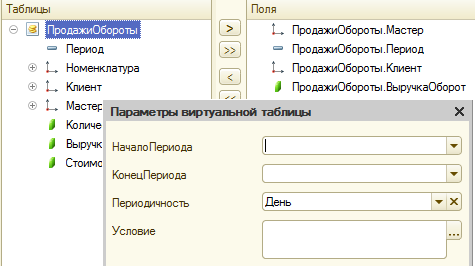 Таблицы
ПродажиОбороты
Период
Номенклатура
Клиент
Мастер
Количе
Выручк
Стоимо
>
>>
<
Поля
ПродажиОбороты.Мастер
ПродажиОбороты.Период
ПродажиОбороты.Клиент
ПродажиОбороты.ВыручкаОборот
Параметры виртуальной таблицы
НачалоПериода
КонецПериода
Периодичность
День
Условие
...